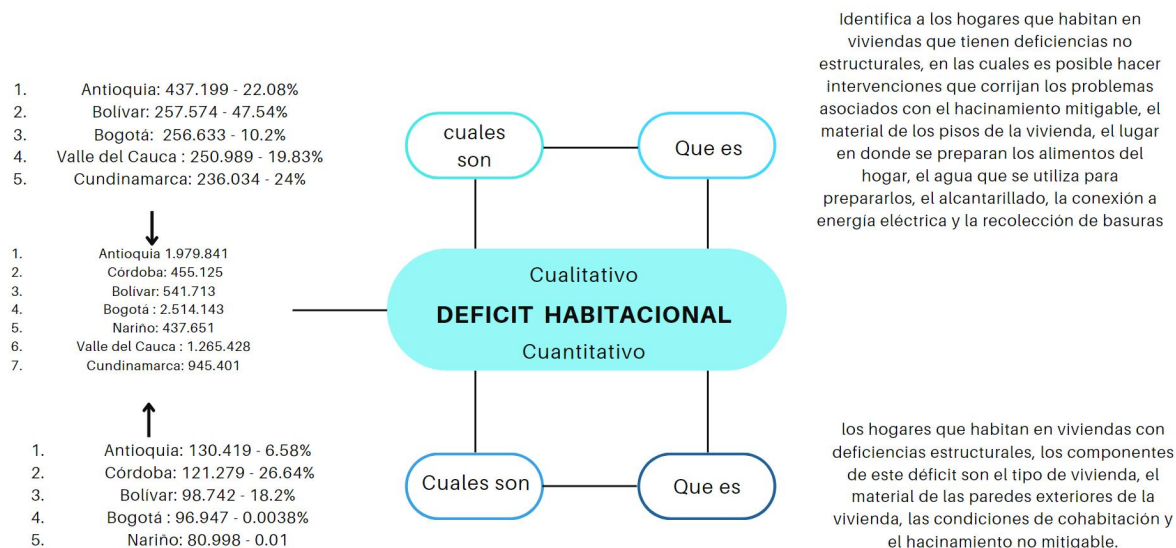 1. Antioquia: 437.199 - 22.08%
2. Bolívar: 257.574 - 47.54%
3. Bogotá: 256.633 - 10.2%
4. Valle del Cauca : 250.989 - 19.83%
5. Cundinamarca: 236.034 - 24%
1. Antioquia 1.979.841
2. Córdoba: 455.125
3. Bolívar: 541.713
4. Bogotá : 2.514.143
5. Nariño: 437.651
6. Valle del Cauca : 1.265.428
7. Cundinamarca: 945.401
1. Antioquia: 130.419 - 6.58%
2. Córdoba: 121.279 - 26.64%
3. Bolívar: 98.742 - 18.2%
4. Bogotá : 96.947 - 0.0038%
5. Nariño: 80.998 - 0.01
cuales
son
Que es
Cualitativo
DEFICIT HABITACIONAL
Cuantitativo
Cuales son
Que es
Identifica a los hogares que habitan en
viviendas que tienen deficiencias no
estructurales, en las cuales es posible hacer
intervenciones que corrijan los problemas
asociados con el hacinamiento mitigable, el
material de los pisos de la vivienda, el lugar
en donde se preparan los alimentos del
hogar, el agua que se utiliza para
prepararlos, el alcantarillado, la conexión a
energía eléctrica y la recolección de basuras
los hogares que habitan en viviendas con
deficiencias estructurales, los componentes
de este déficit son el tipo de vivienda, el
material de las paredes exteriores de la
vivienda, las condiciones de cohabitación y
el hacinamiento no mitigable.